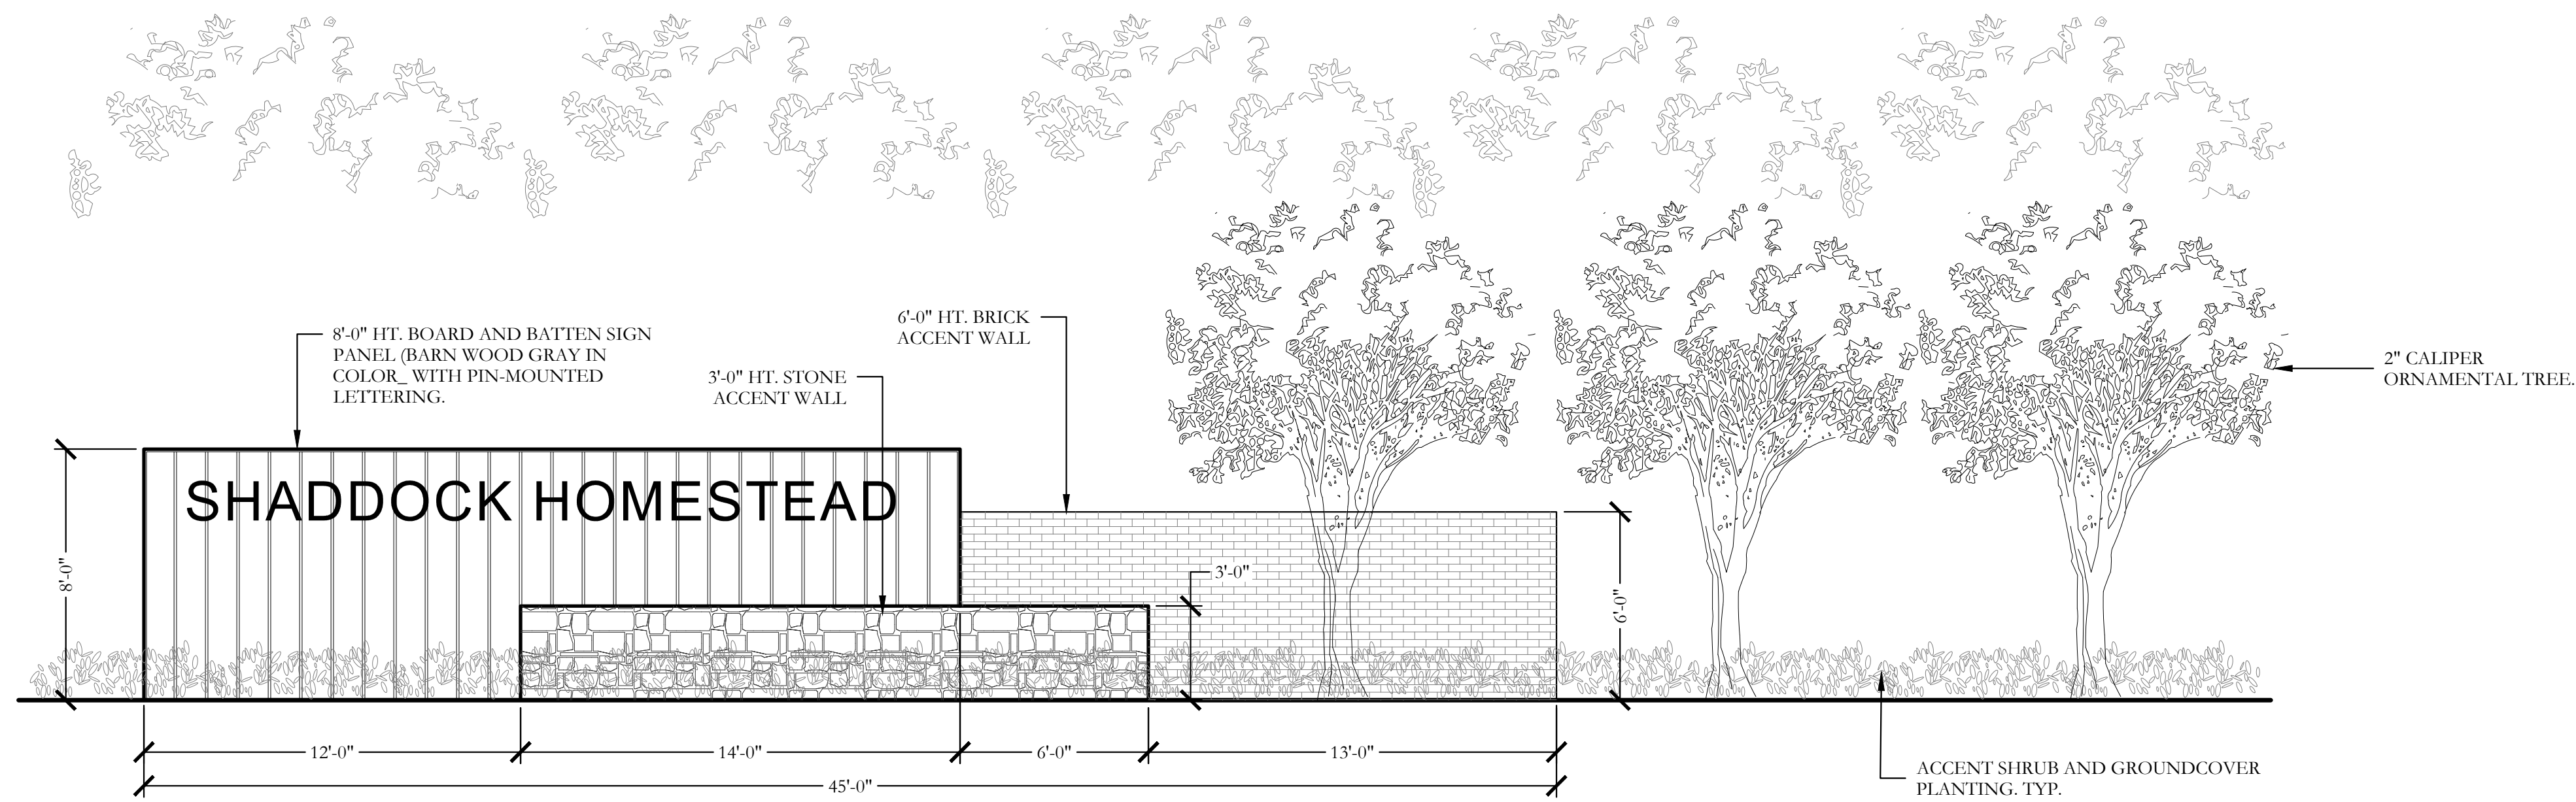 6'-0" HT. BRICK
ACCENT WALL
8'-0" HT. BOARD AND BATTEN SIGN
PANEL (BARN WOOD GRAY IN
COLOR_ WITH PIN-MOUNTED
LETTERING.
3'-0" HT. STONE
ACCENT WALL
2" CALIPER
ORNAMENTAL TREE.
SHADDOCK HOMESTEAD
8'-0"
3'-0"
6'-0"
12'-0"
14'-0"
6'-0"
13'-0"
45'-0"
ACCENT SHRUB AND GROUNDCOVER
PLANTING. TYP.